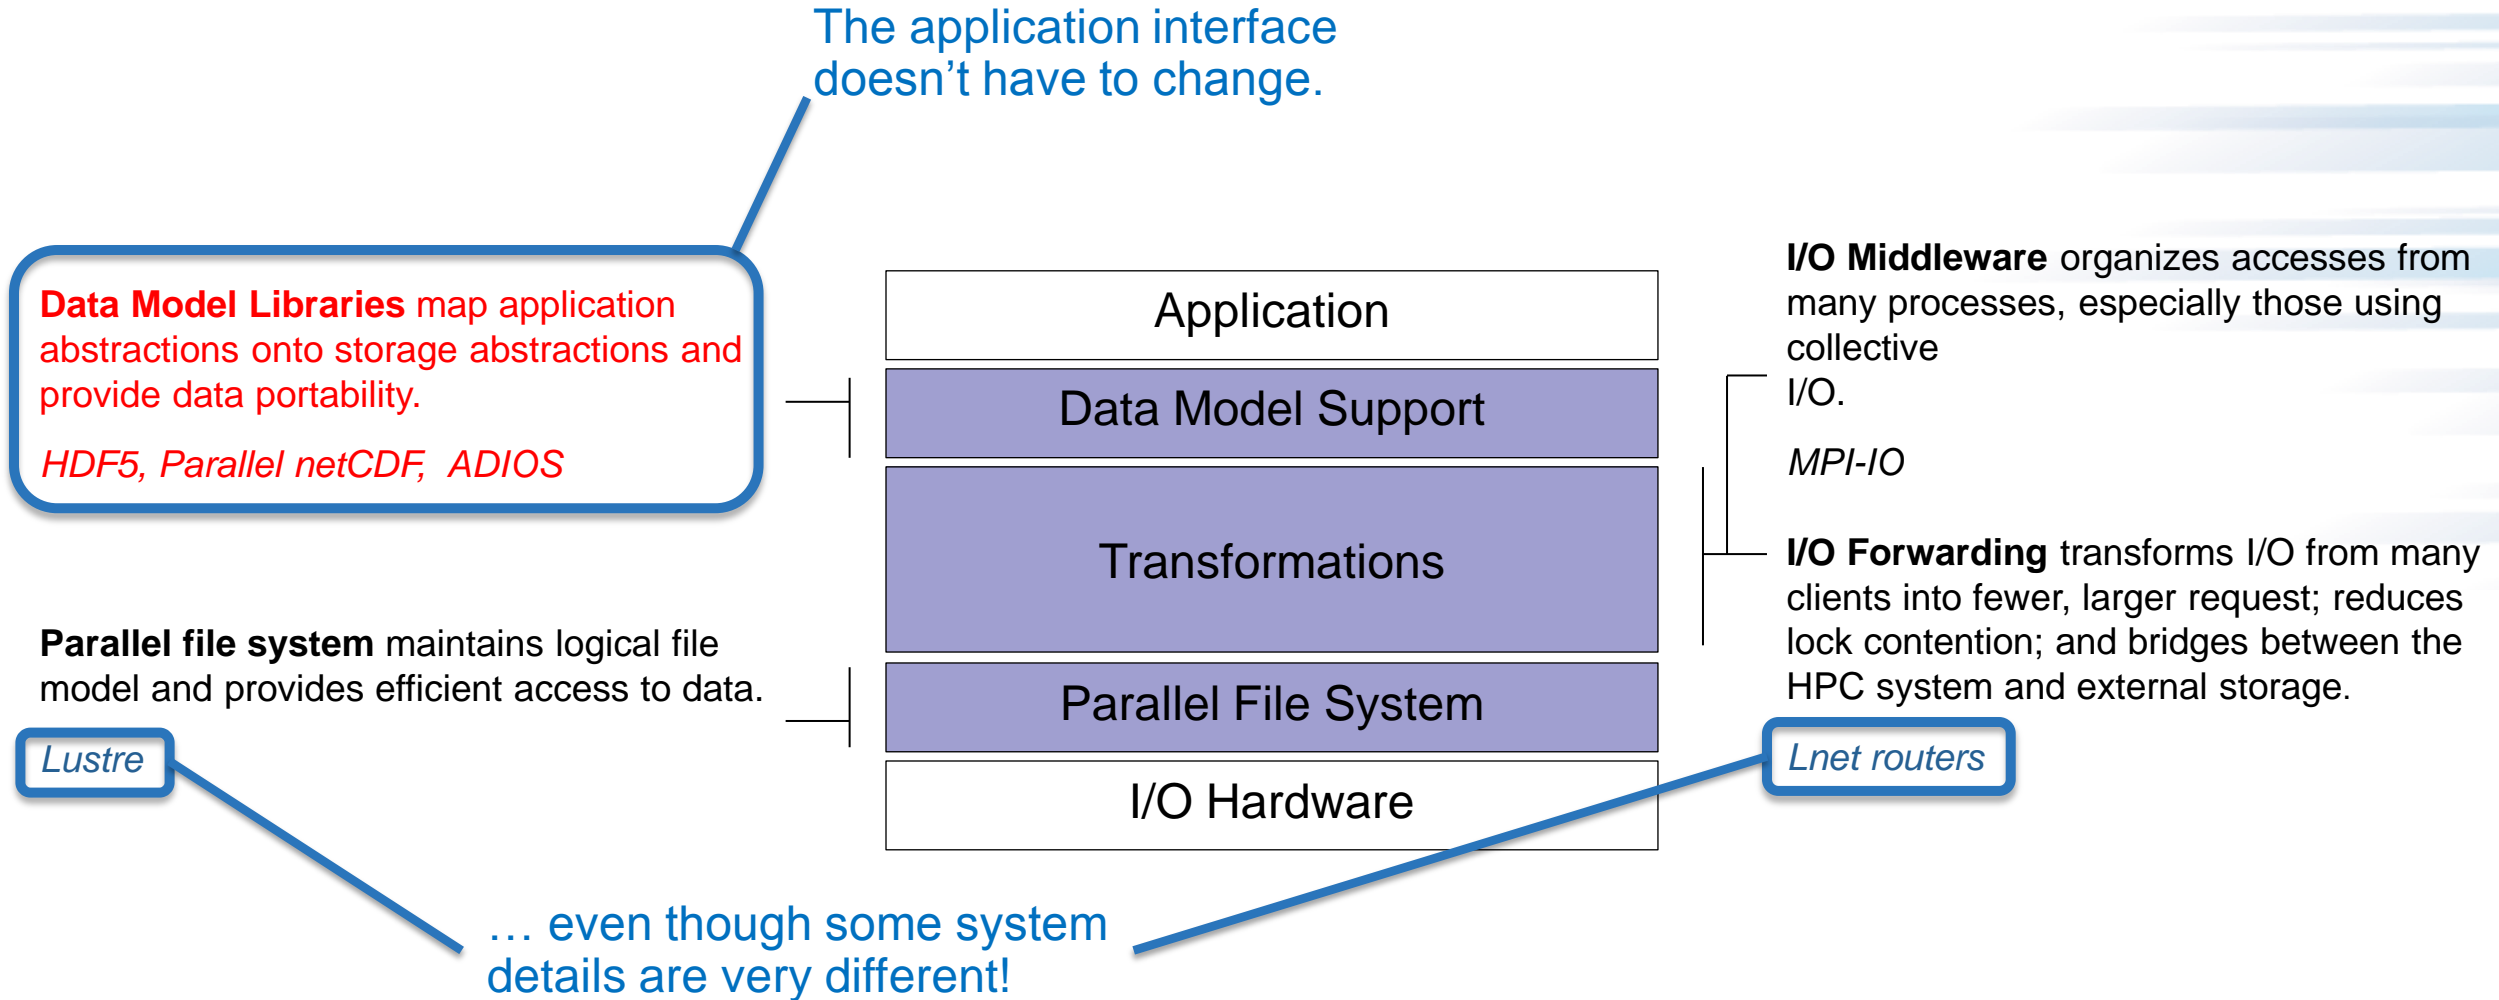 The application interface
doesn't have to change.
Data Model Libraries map application
abstractions onto storage abstractions and
provide data portability.
HDF5, Parallel netCDF, ADIOS
Parallel file system maintains logical file
model and provides efficient access to data.
Lustre
Application
Data Model Support
Transformations
Parallel File System
I/O Hardware
I/O Middleware organizes accesses from
many processes, especially those using
collective
I/O.
MPI-IO
I/O Forwarding transforms I/O from many
clients into fewer, larger request; reduces
lock contention; and bridges between the
HPC system and external storage.
Lnet routers
… even though some system
details are very different!